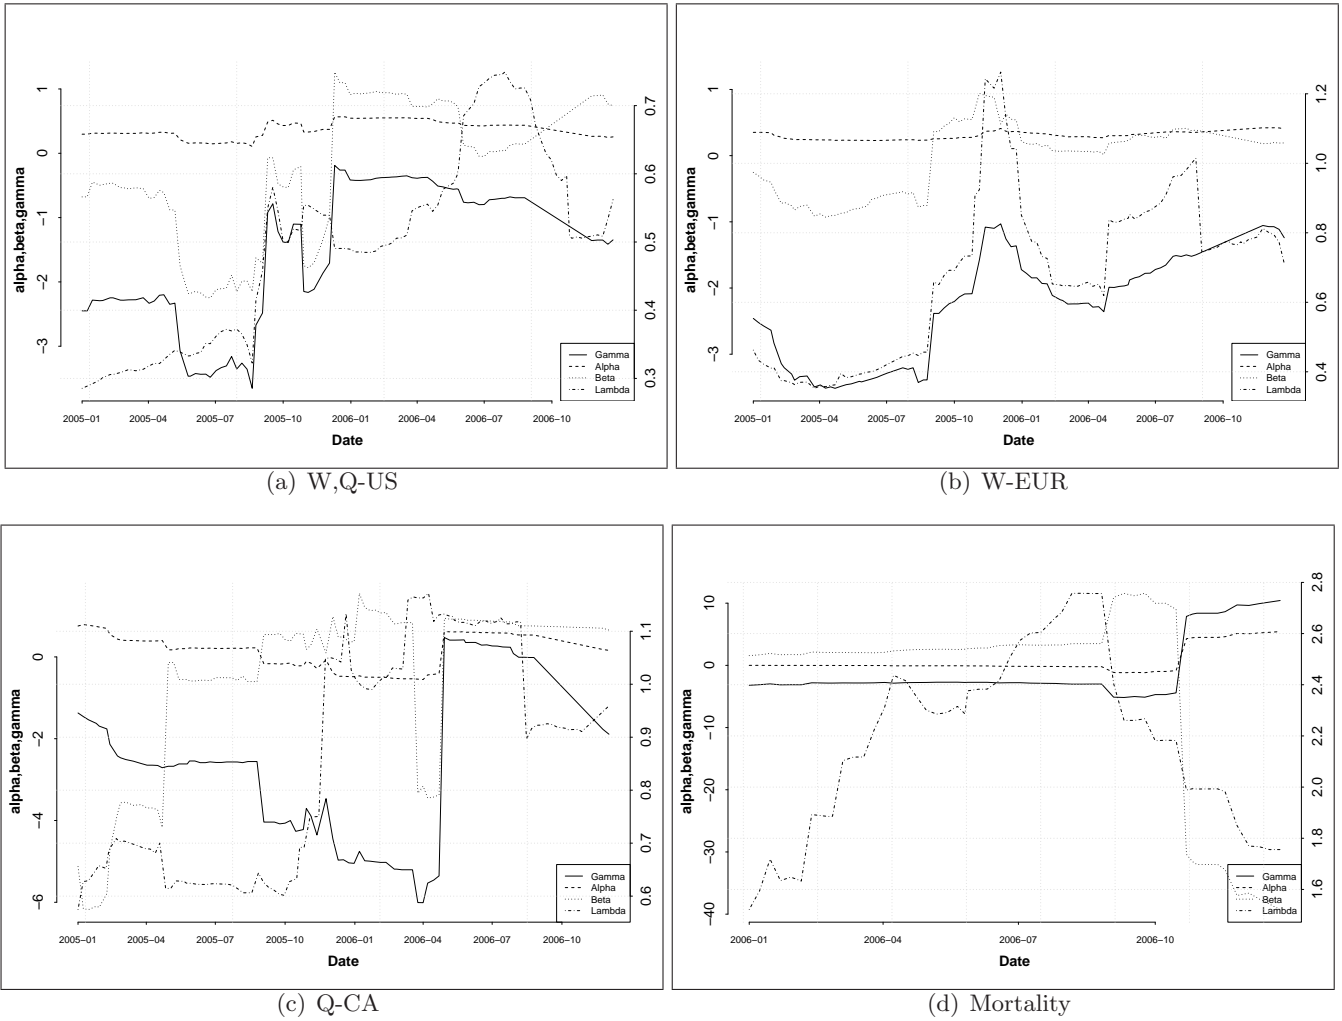 1
0
−1
−2
−3
alpha,beta,gamma
0.7
0.6
0.5
0.4
0.3
Gamma
Alpha
Beta
Lambda
2005−01
2005−04
2005−07
2005−10
2006−01
2006−04
2006−07
2006−10
Date
(a) W,Q-US
1
0
−1
−2
−3
alpha,beta,gamma
1.2
1.0
0.8
0.6
0.4
Gamma
Alpha
Beta
Lambda
2005−01
2005−04
2005−07
2005−10
2006−01
2006−04
2006−07
2006−10
Date
(b) W-EUR
0
−2
−4
−6
alpha,beta,gamma
1.1
1.0
0.9
0.8
0.7
0.6
Gamma
Alpha
Beta
Lambda
2005−01
2005−04
2005−07
2005−10
2006−01
2006−04
2006−07
2006−10
Date
(c) Q-CA
10
0
−10
−20
−30
−40
alpha,beta,gamma
2.8
2.6
2.4
2.2
2.0
1.8
1.6
Gamma
Alpha
Beta
Lambda
2006−01
2006−04
2006−07
2006−10
Date
(d) Mortality